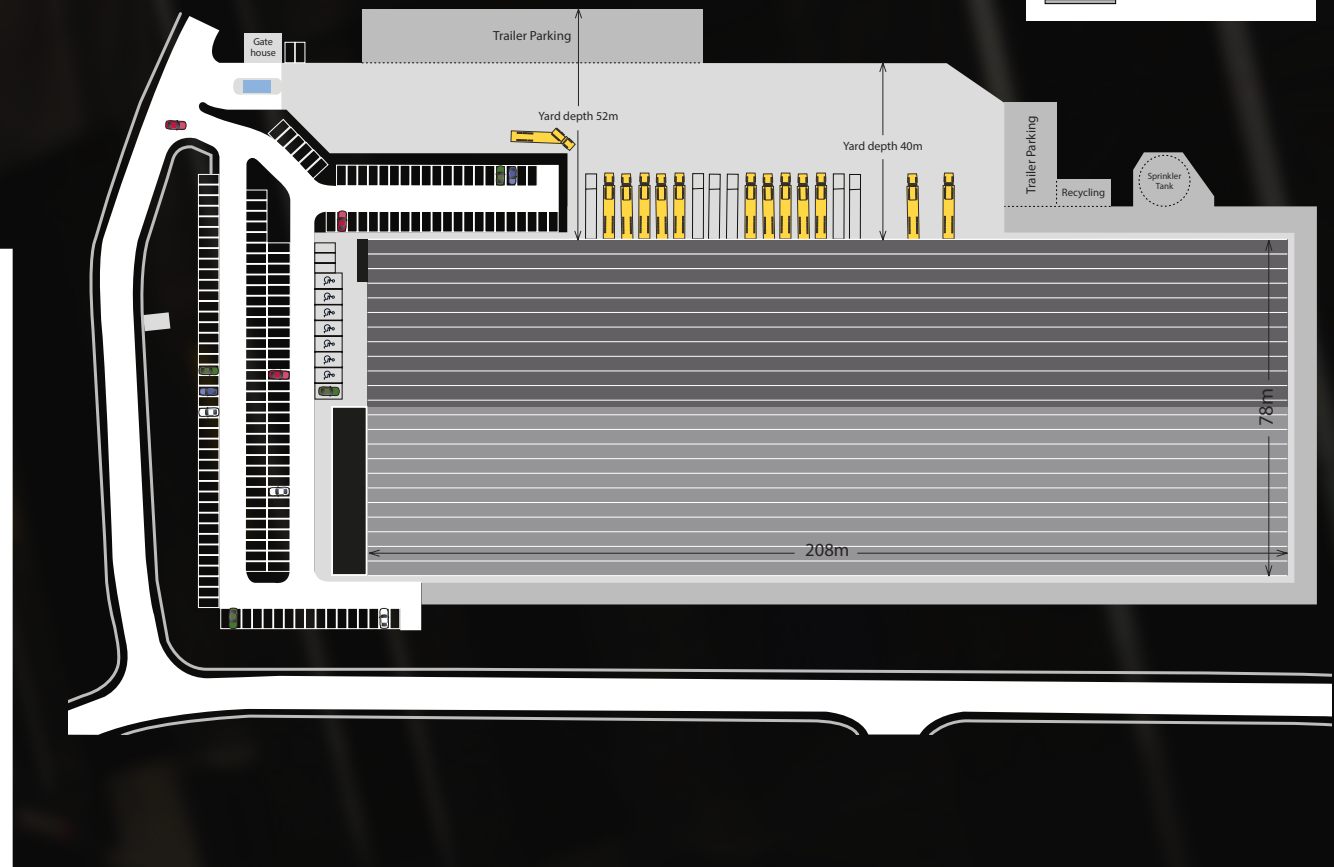 Trailer Parking
Gate
house
Yard depth 52m
Yard depth 40m
Trailer Parking
Recycling
Sprinkler
Tank
78m
208m